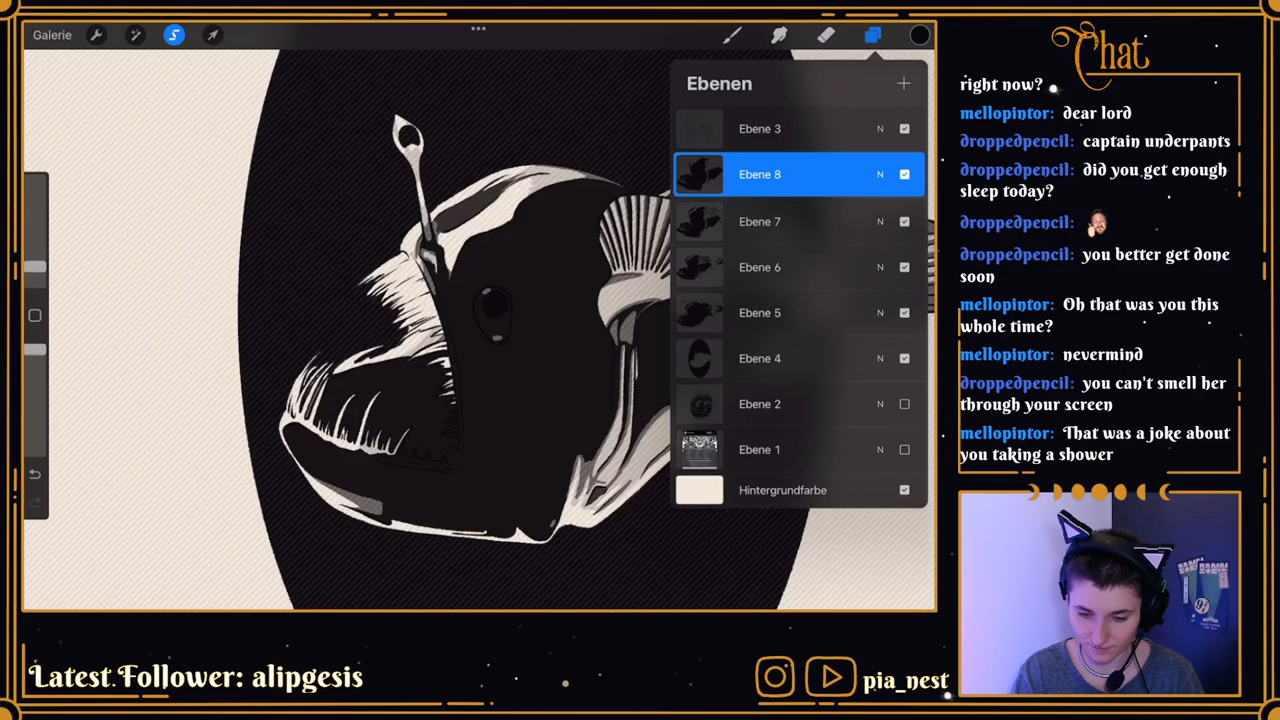 Galerie
Ebenen
Ebene 3
N
Ebene 8
N
Ebene 7
N
Ebene 6
N
Ebene 5
N
Ebene 4
N
Ebene 2
N
Ebene 1
N
Hintergrundfarbe
Chat
right now?
mellopintor: dear lord
droppedpencil: captain underpants
droppedpencil: did you get enough
sleep today?
droppedpencil:
droppedpencil: you better get done
soon
mellopintor: Oh that was you this
whole time?
mellopintor: nevermind
droppedpencil: you can't smell her
through your screen
mellopintor: That was a joke about
you taking a shower
Latest Follower: alipgesis
pia_nest